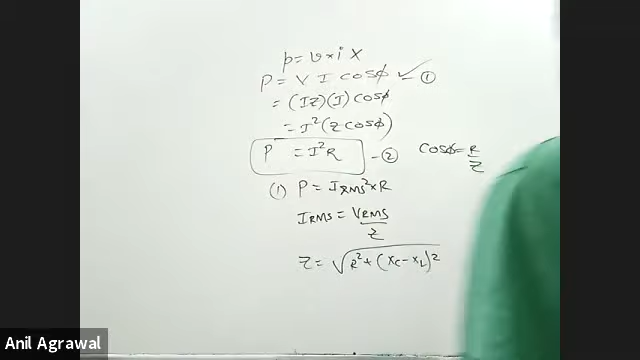 p = v × i X
P = V I cosϕ ✓ – ①
= (IZ)(I) cosϕ
= I² (Z cosϕ)
P = I²R – ② cosϕ = R/Z
① P = IRMS² × R
IRMS = VRMS/Z
Z = √(R² + (XC – XL)²)
Anil Agrawal